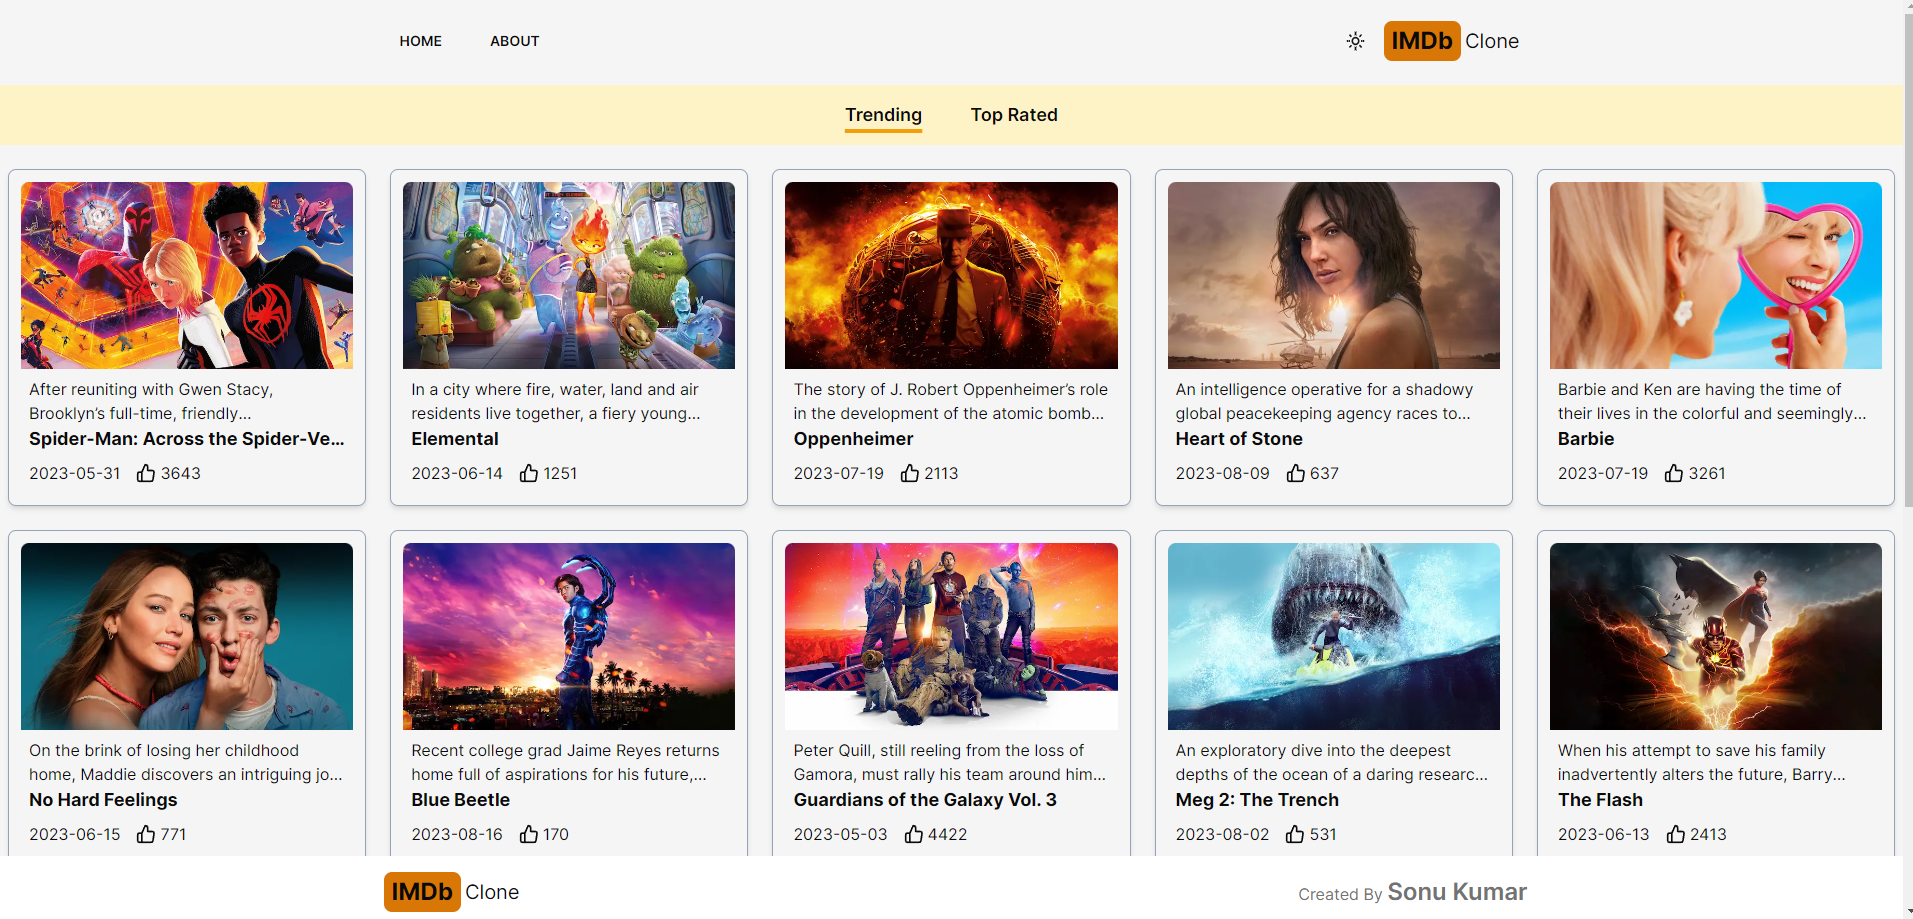 HOME ABOUT IMDb Clone
Trending Top Rated
After reuniting with Gwen Stacy,
Brooklyn’s full-time, friendly...
Spider-Man: Across the Spider-Ve...
2023-05-31 3643
In a city where fire, water, land and air
residents live together, a fiery young...
Elemental
2023-06-14 1251
The story of J. Robert Oppenheimer’s role
in the development of the atomic bomb...
Oppenheimer
2023-07-19 2113
An intelligence operative for a shadowy
global peacekeeping agency races to...
Heart of Stone
2023-08-09 637
Barbie and Ken are having the time of
their lives in the colorful and seemingly...
Barbie
2023-07-19 3261
On the brink of losing her childhood
home, Maddie discovers an intriguing jo...
No Hard Feelings
2023-06-15 771
Recent college grad Jaime Reyes returns
home full of aspirations for his future,...
Blue Beetle
2023-08-16 170
Peter Quill, still reeling from the loss of
Gamora, must rally his team around him...
Guardians of the Galaxy Vol. 3
2023-05-03 4422
An exploratory dive into the deepest
depths of the ocean of a daring researc...
Meg 2: The Trench
2023-08-02 531
When his attempt to save his family
inadvertently alters the future, Barry...
The Flash
2023-06-13 2413
IMDb Clone Created By Sonu Kumar